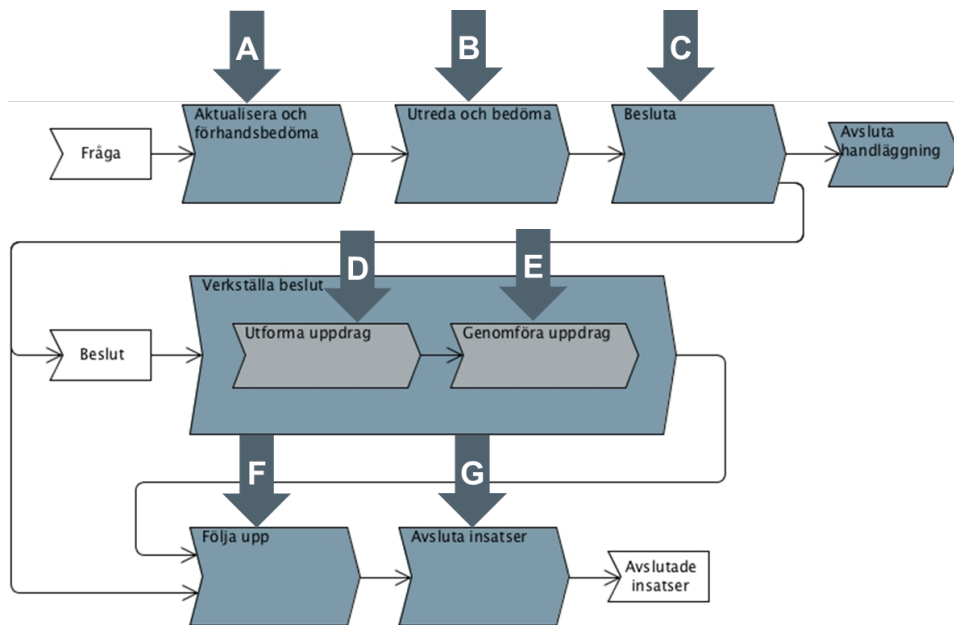 A
B
C
Aktualisera och
förhandsbedöma
Utreda och bedöma
Besluta
Avsluta
handläggning
Fråga
D
E
Verkställa beslut
Utforma uppdrag
Genomföra uppdrag
Beslut
F
G
Följa upp
Avsluta insatser
Avslutade
insatser